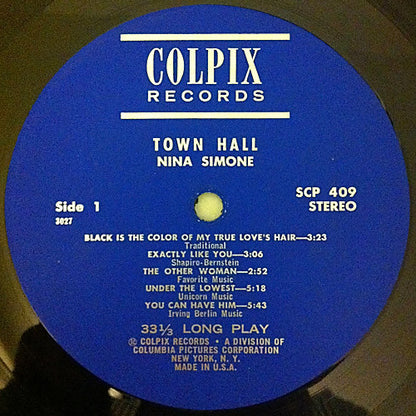 COLPIX
RECORDS
TOWN HALL
NINA SIMONE
Side 1
3027
SCP 409
STEREO
BLACK IS THE COLOR OF MY TRUE LOVE'S HAIR—3:23
Traditional
EXACTLY LIKE YOU—3:06
Shapiro-Bernstein
THE OTHER WOMAN—2:52
Favorite Music
UNDER THE LOWEST—5:18
Unicorn Music
YOU CAN HAVE HIM—5:43
Irving Berlin Music
33⅓ LONG PLAY
® COLPIX RECORDS • A DIVISION OF
COLUMBIA PICTURES CORPORATION
NEW YORK, N. Y.
MADE IN U.S.A.